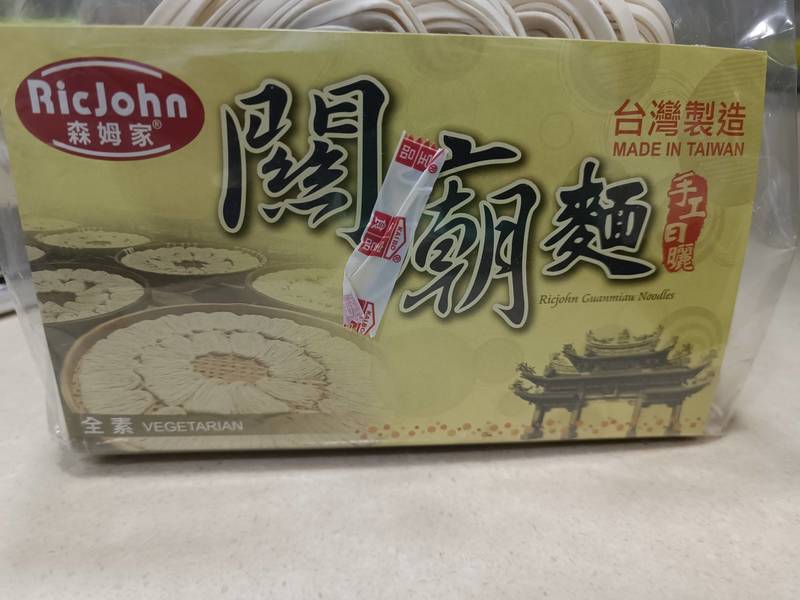 RicJohn
森姆家®
關廟麵
台灣製造
MADE IN TAIWAN
手工日曬
Ricjohn Guanmiau Noodles
全素 VEGETARIAN